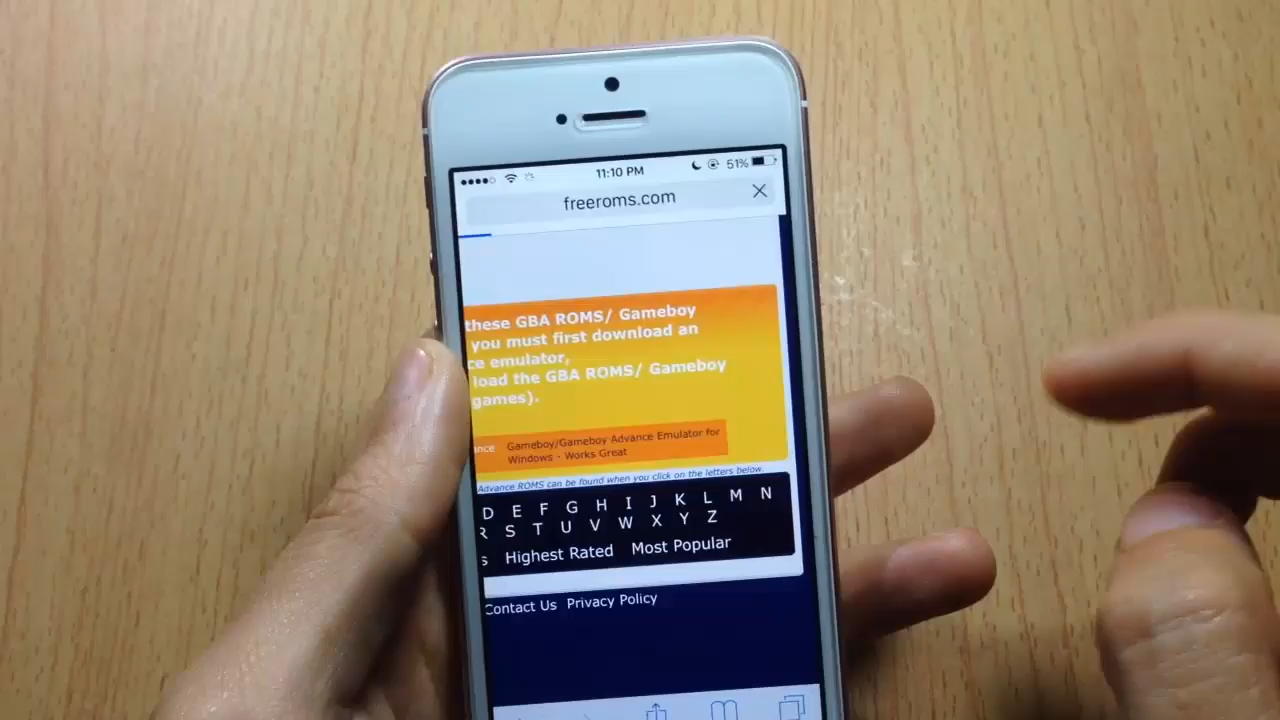 11:10 PM 51%
freeroms.com
these GBA ROMS/ Gameboy
you must first download an
ce emulator,
load the GBA ROMS/ Gameboy
games).
nce Gameboy/Gameboy Advance Emulator for
Windows - Works Great
Advance ROMS can be found when you click on the letters below.
D E F G H I J K L M N
R S T U V W X Y Z
s Highest Rated Most Popular
Contact Us Privacy Policy